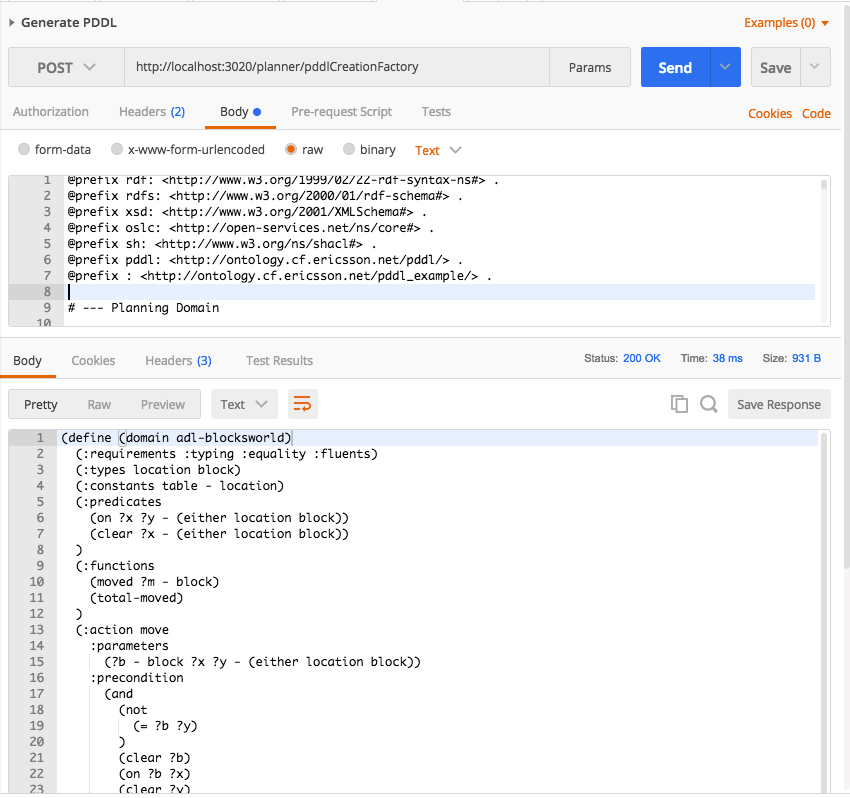 Generate PDDL
Examples (0)
POST http://localhost:3020/planner/pddlCreationFactory Params Send Save
Authorization Headers (2) Body Pre-request Script Tests Cookies Code
form-data x-www-form-urlencoded raw binary Text
1 @prefix rdf: <http://www.w3.org/1999/02/22-rdf-syntax-ns#> .
2 @prefix rdfs: <http://www.w3.org/2000/01/rdf-schema#> .
3 @prefix xsd: <http://www.w3.org/2001/XMLSchema#> .
4 @prefix oslc: <http://open-services.net/ns/core#> .
5 @prefix sh: <http://www.w3.org/ns/shacl#> .
6 @prefix pddl: <http://ontology.cf.ericsson.net/pddl/> .
7 @prefix : <http://ontology.cf.ericsson.net/pddl_example/> .
8
9 # --- Planning Domain
10
Body Cookies Headers (3) Test Results Status: 200 OK Time: 38 ms Size: 931 B
Pretty Raw Preview Text Save Response
1 (define (domain adl-blocksworld)
2 (:requirements :typing :equality :fluents)
3 (:types location block)
4 (:constants table - location)
5 (:predicates
6 (on ?x ?y - (either location block))
7 (clear ?x - (either location block))
8 )
9 (:functions
10 (moved ?m - block)
11 (total-moved)
12 )
13 (:action move
14 :parameters
15 (?b - block ?x ?y - (either location block))
16 :precondition
17 (and
18 (not
19 (= ?b ?y)
20 )
21 (clear ?b)
22 (on ?b ?x)
23 (clear ?y)